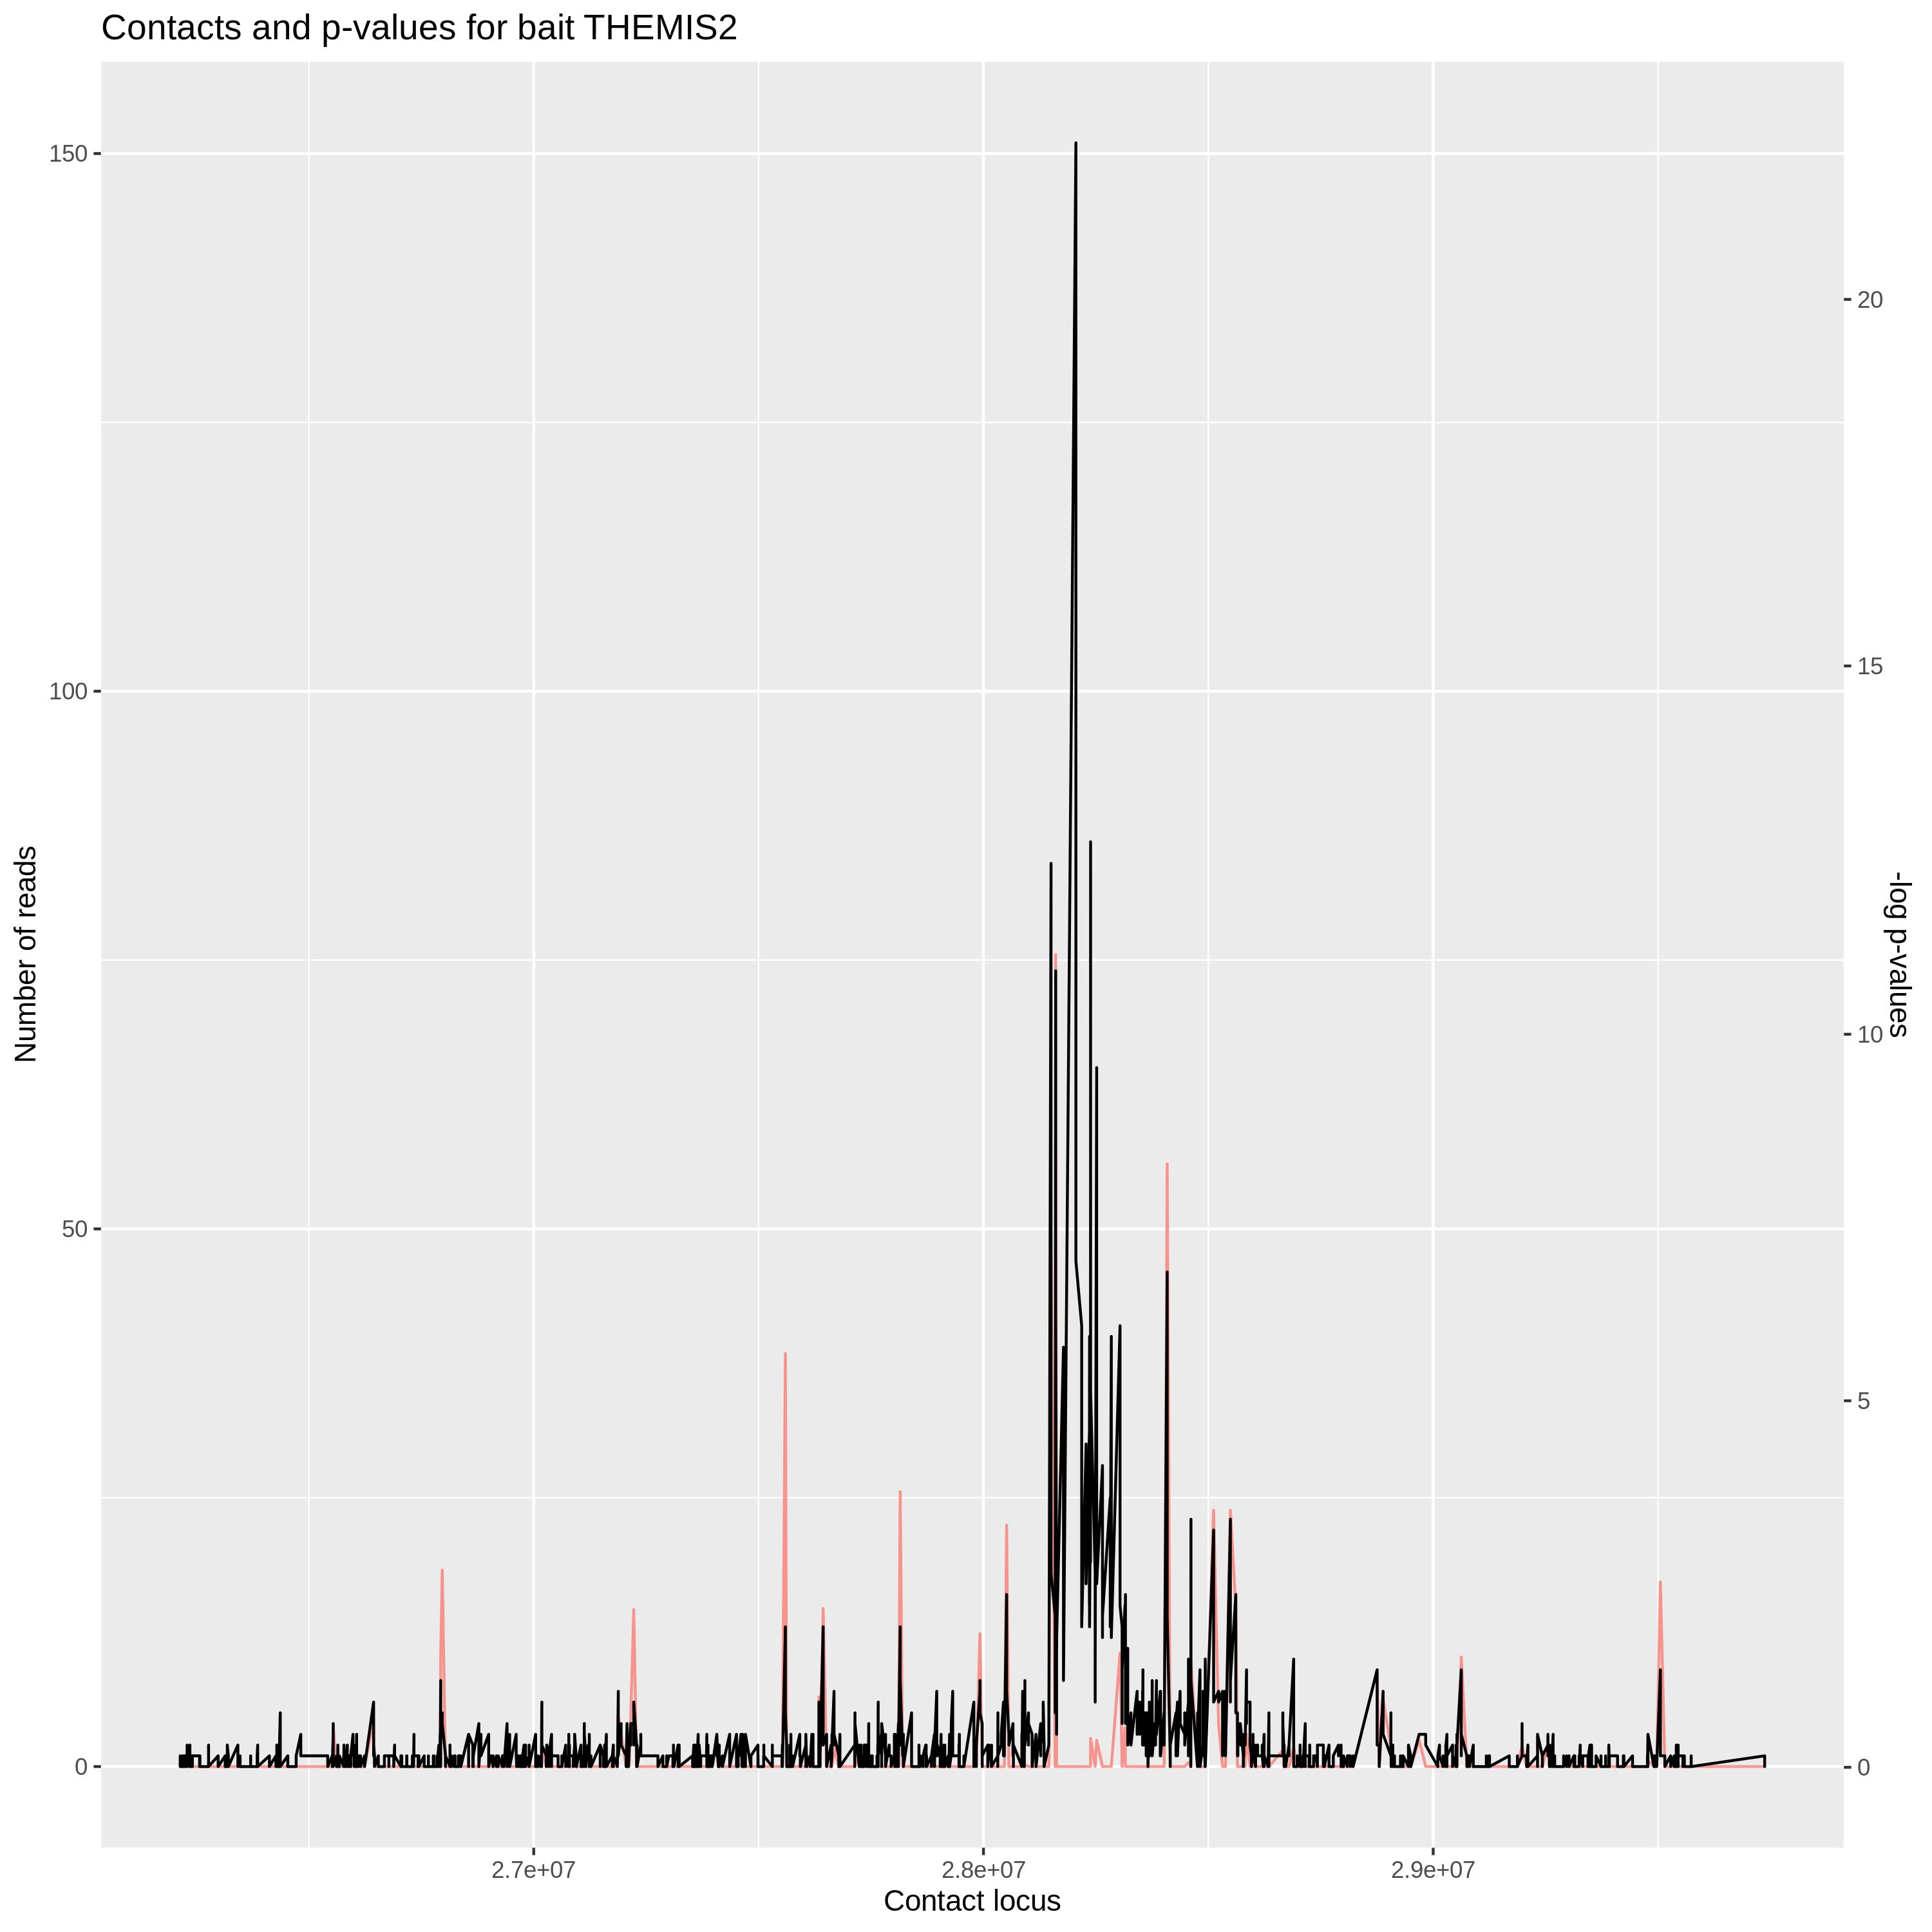 Contacts and p-values for bait THEMIS2
Number of reads
150
100
50
0
20
15
10
5
0
-log p-values
2.7e+07
2.8e+07
2.9e+07
Contact locus